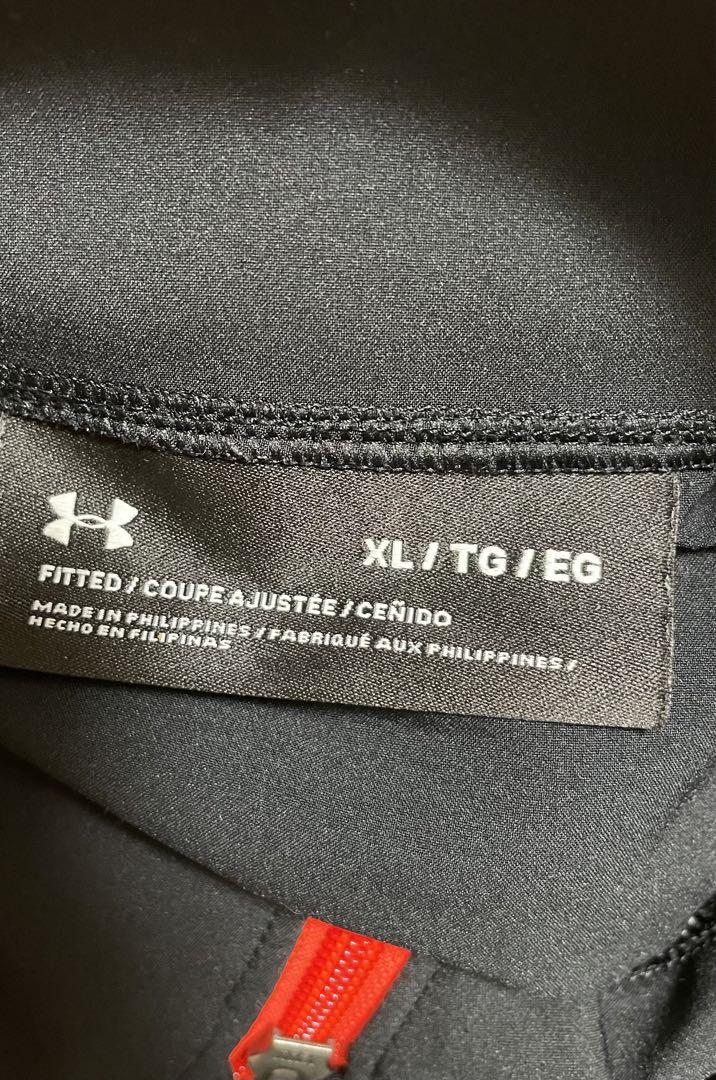 XL / TG / EG
FITTED / COUPE AJUSTÉE / CEÑIDO
MADE IN PHILIPPINES / FABRIQUÉ AUX PHILIPPINES /
HECHO EN FILIPINAS